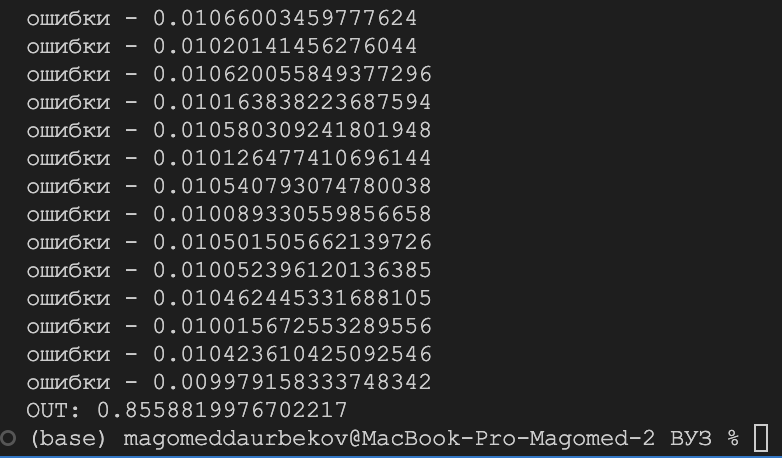 ошибки - 0.01066003459777624
ошибки - 0.01020141456276044
ошибки - 0.010620055849377296
ошибки - 0.010163838223687594
ошибки - 0.010580309241801948
ошибки - 0.010126477410696144
ошибки - 0.010540793074780038
ошибки - 0.010089330559856658
ошибки - 0.010501505662139726
ошибки - 0.010052396120136385
ошибки - 0.010462445331688105
ошибки - 0.010015672553289556
ошибки - 0.010423610425092546
ошибки - 0.009979158333748342
OUT: 0.8558819976702217
(base) magomeddaurbekov@MacBook-Pro-Magomed-2 ВУЗ %